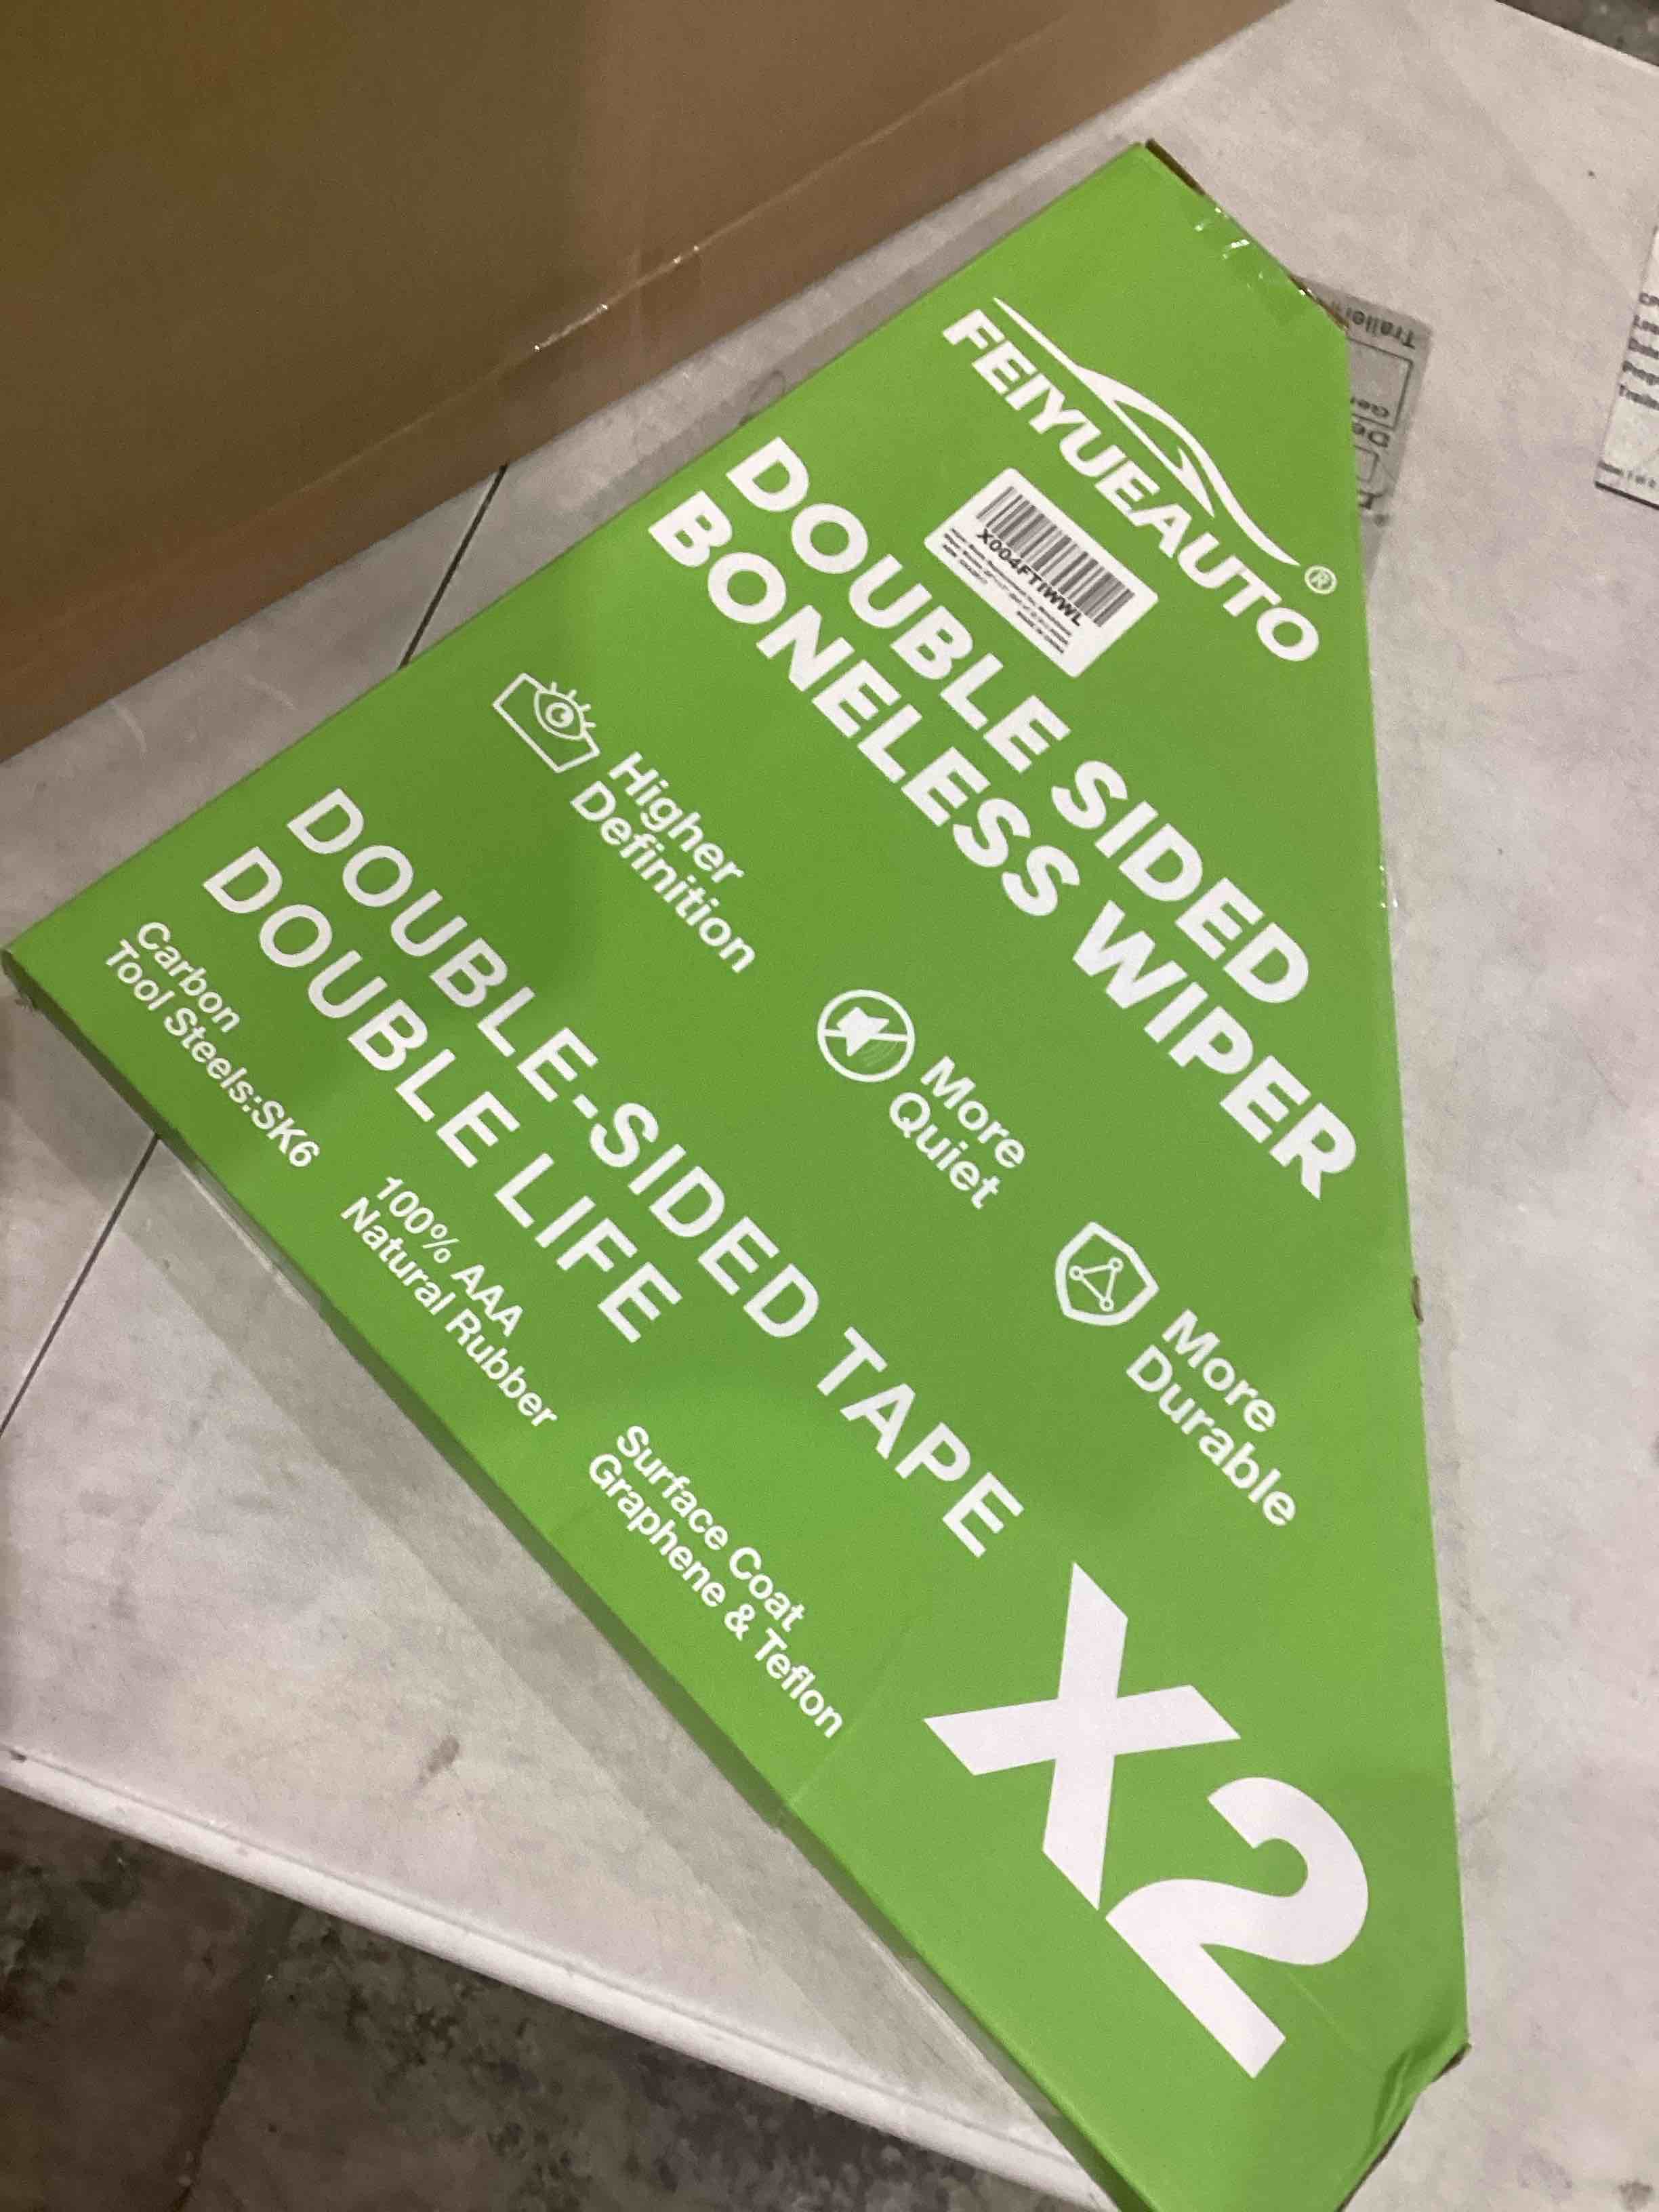 FEIYUEAUTO®
X004FTIWWL
DOUBLE SIDED
BONELESS WIPER
Higher
Definition
More
Quiet
More
Durable
DOUBLE-SIDED TAPE
DOUBLE LIFE
X2
Carbon
Tool Steels:SK6
100% AAA
Natural Rubber
Surface Coat
Graphene & Teflon
Trailer